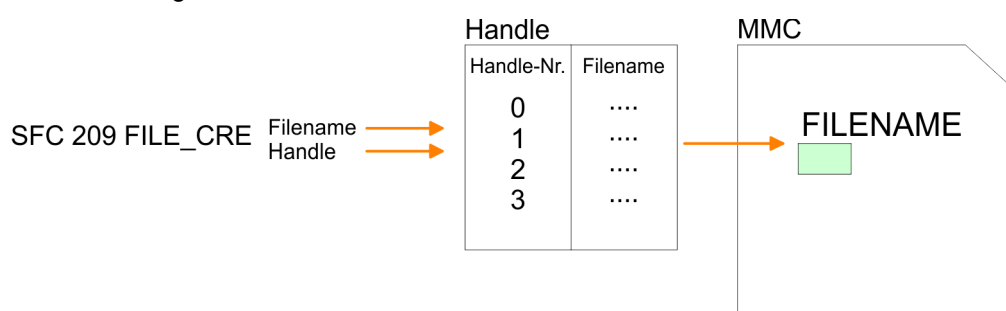 Handle
MMC
Handle-Nr. Filename
0 ....
1 ....
2 ....
3 ....
SFC 209 FILE_CRE
Filename
Handle
FILENAME